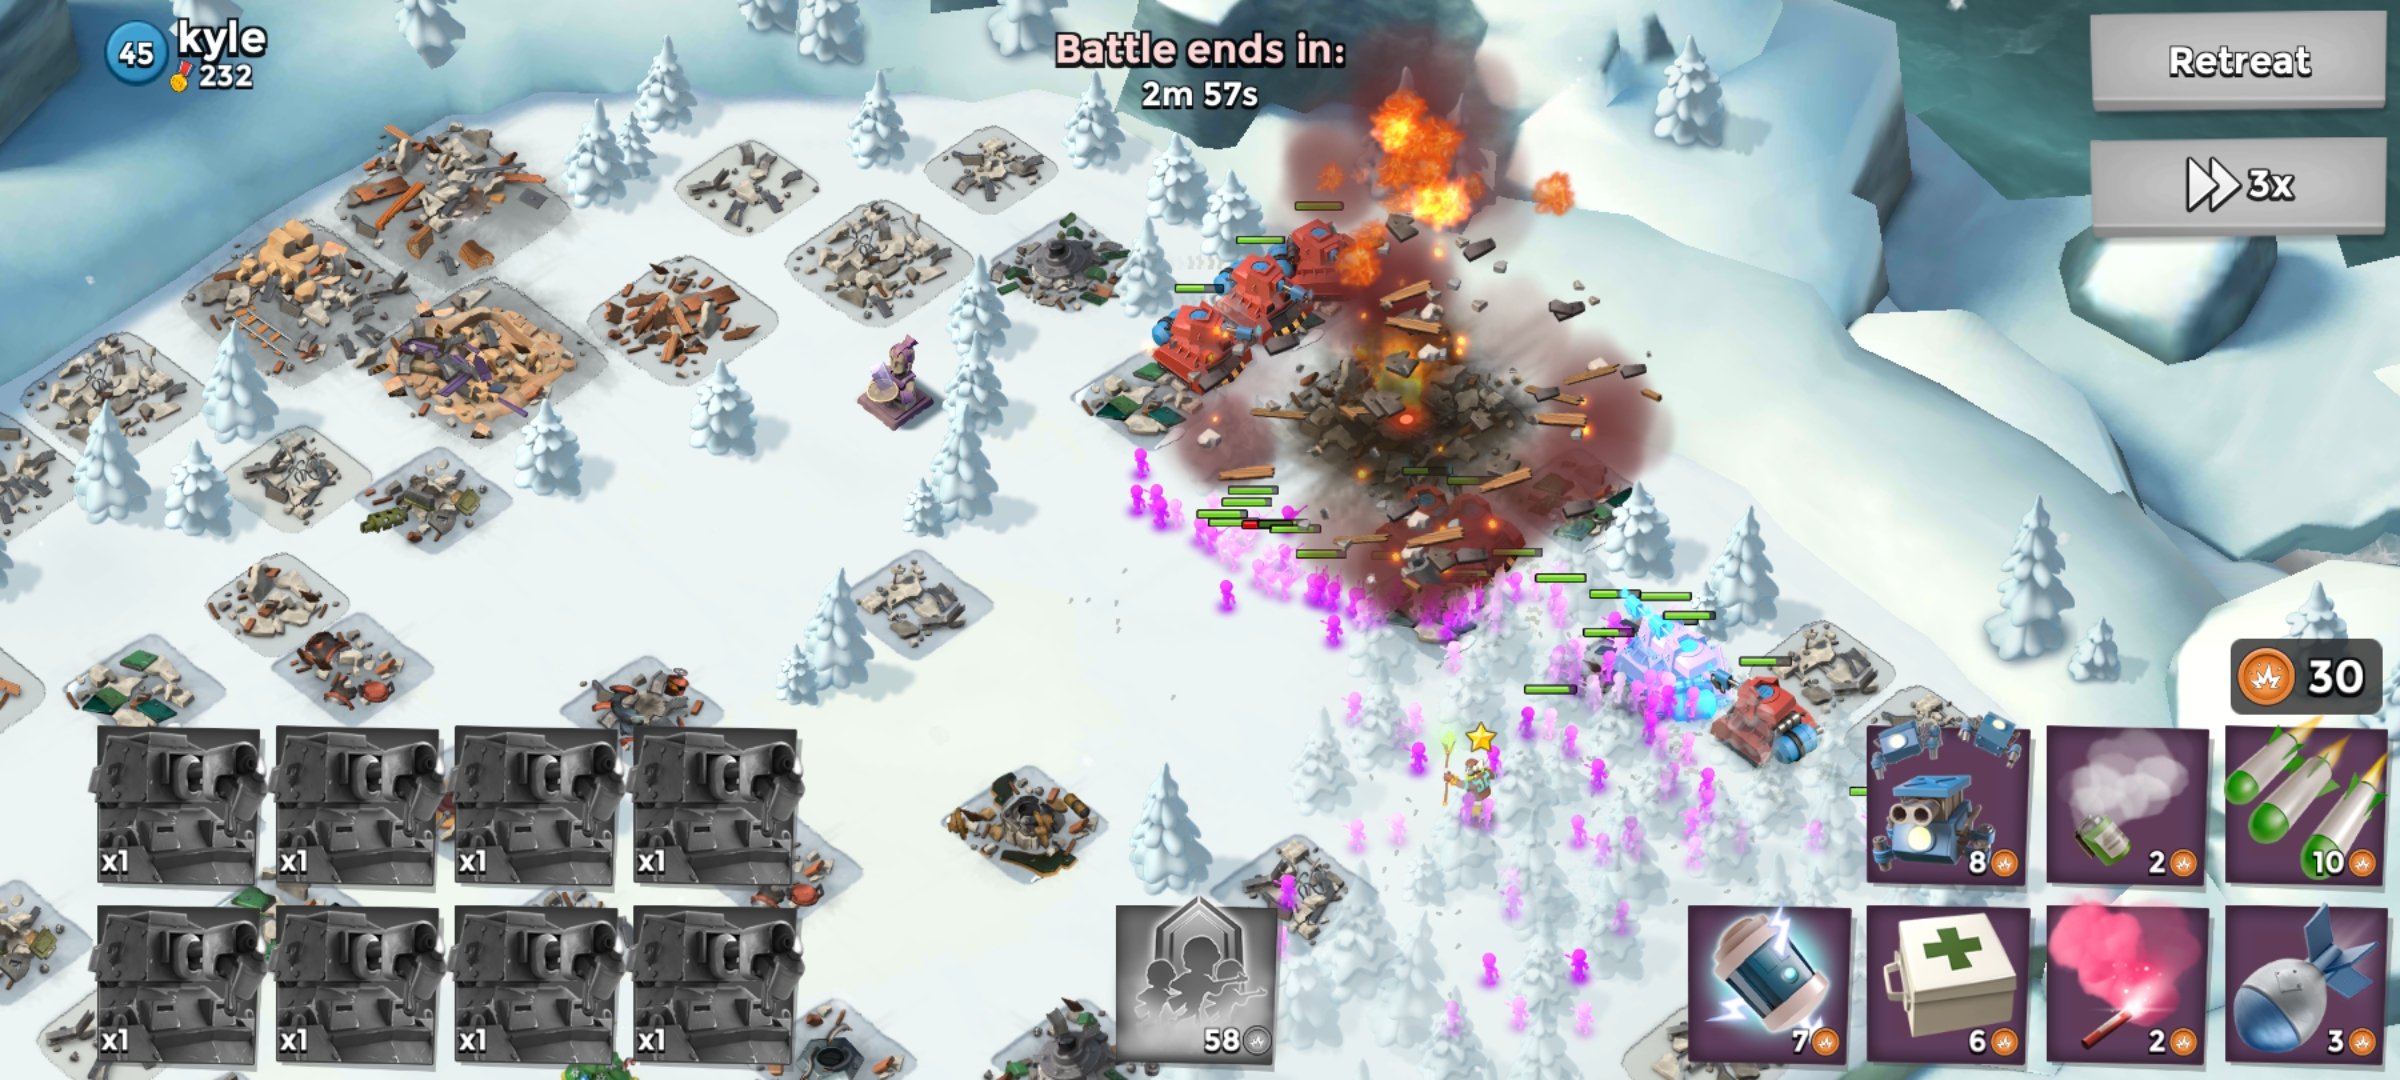 45 kyle
232
Battle ends in:
2m 57s
Retreat
3x
30
x1 x1 x1 x1
8 2 10
x1 x1 x1 x1
58
7 6 2 3